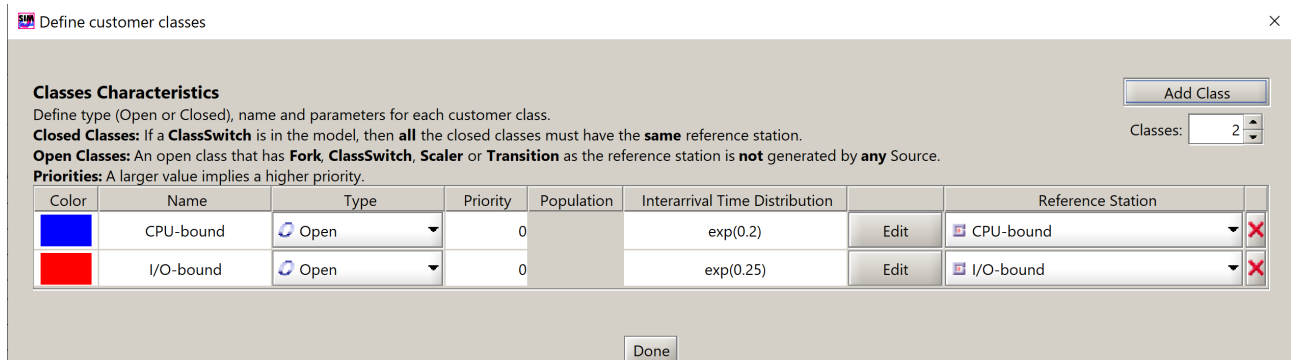 Define customer classes
Classes Characteristics
Add Class
Define type (Open or Closed), name and parameters for each customer class.
Closed Classes: If a ClassSwitch is in the model, then all the closed classes must have the same reference station.
Classes: 2
Open Classes: An open class that has Fork, ClassSwitch, Scaler or Transition as the reference station is not generated by any Source.
Priorities: A larger value implies a higher priority.
Color Name Type Priority Population Interarrival Time Distribution Reference Station
CPU-bound Open 0 exp(0.2) Edit CPU-bound
I/O-bound Open 0 exp(0.25) Edit I/O-bound
Done